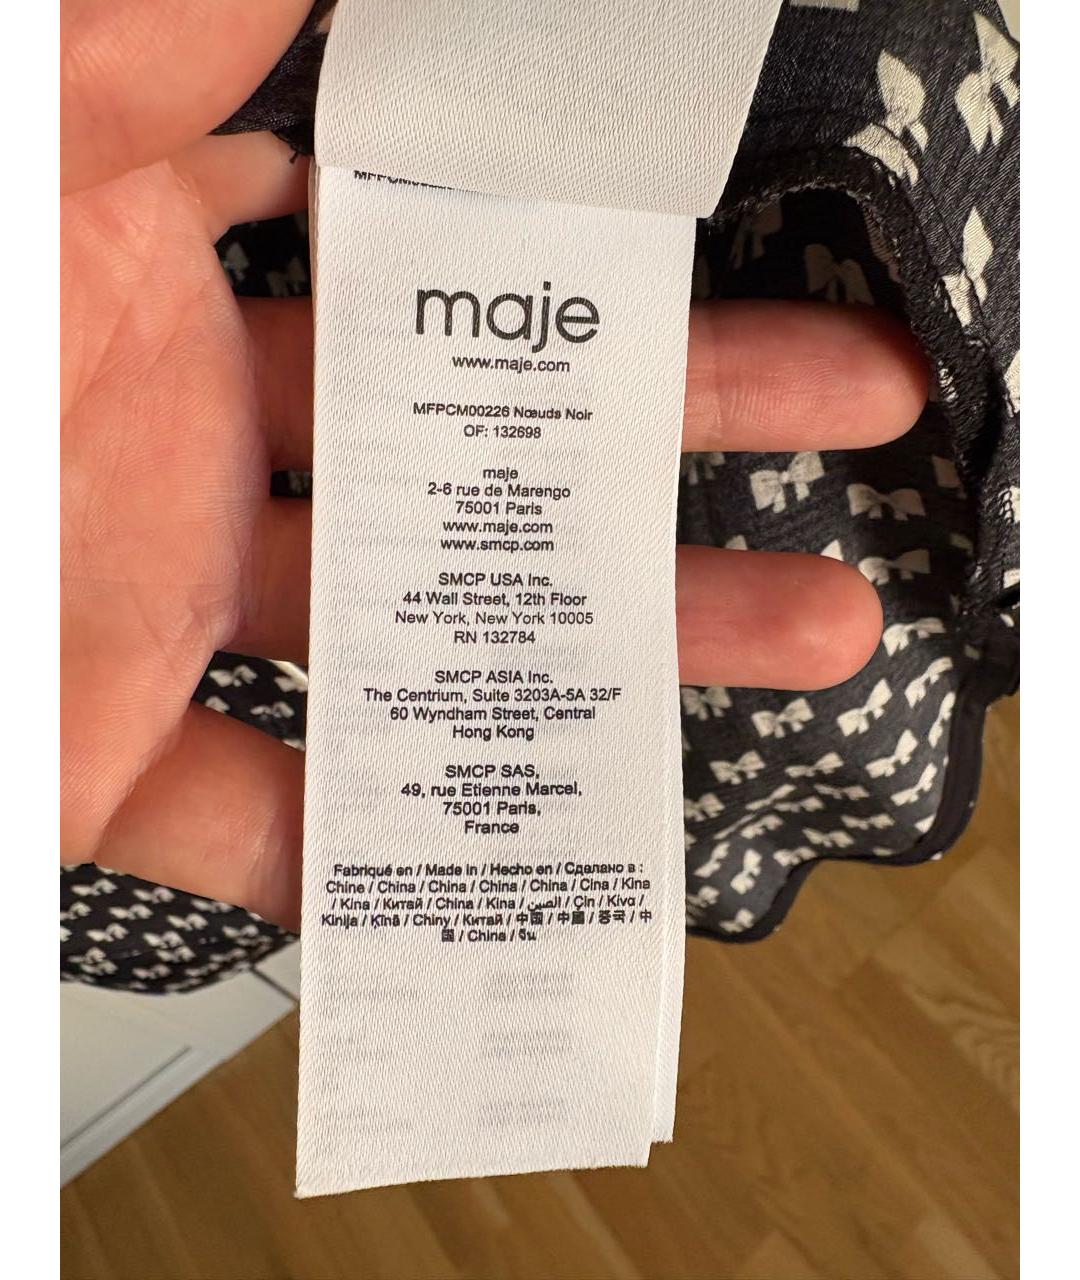 maje
www.maje.com
MFPCM00226 Nœuds Noir
OF: 132698
maje
2-6 rue de Marengo
75001 Paris
www.maje.com
www.smcp.com
SMCP USA Inc.
44 Wall Street, 12th Floor
New York, New York 10005
RN 132784
SMCP ASIA Inc.
The Centrium, Suite 3203A-5A 32/F
60 Wyndham Street, Central
Hong Kong
SMCP SAS,
49, rue Etienne Marcel,
75001 Paris,
France
Fabriqué en / Made in / Hecho en / Сделано в :
Chine / China / China / China / China / Cina / Kina
/ Kina / Китай / China / Kina / الصين / Çin / Κίνα /
Kinija / Ķīnā / Chiny / Китай / 中国 / 中國 / 중국 / 中
国 / China / จีน